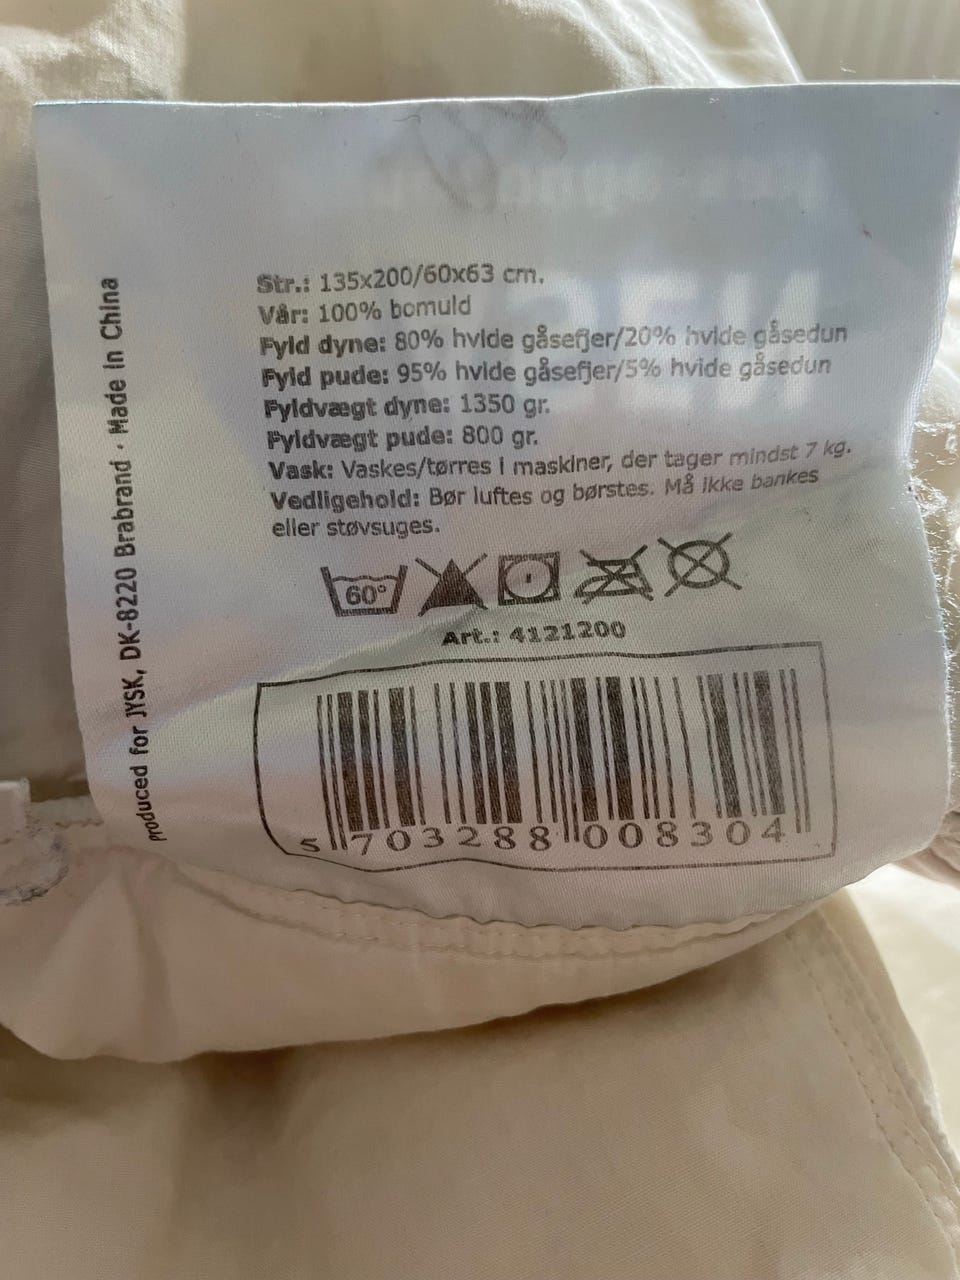 Str.: 135x200/60x63 cm.
Vår: 100% bomuld
Fyld dyne: 80% hvide gåsefjer/20% hvide gåsedun
Fyld pude: 95% hvide gåsefjer/5% hvide gåsedun
Fyldvægt dyne: 1350 gr.
Fyldvægt pude: 800 gr.
Vask: Vaskes/tørres i maskiner, der tager mindst 7 kg.
Vedligehold: Bør luftes og børstes. Må ikke bankes
eller støvsuges.
60°
Art.: 4121200
5 703288 008304
produced for JYSK, DK-8220 Brabrand · Made in China